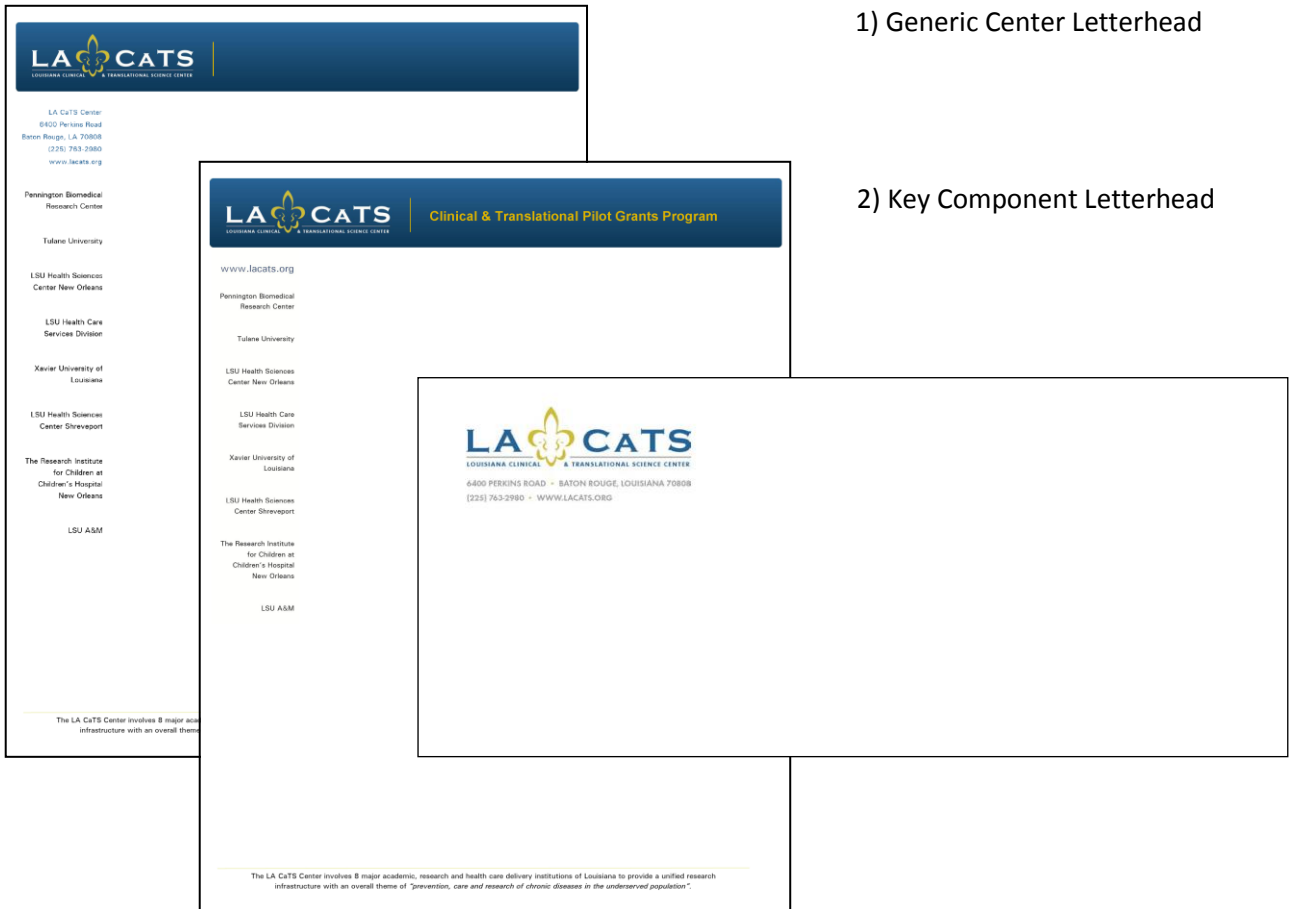 1) Generic Center Letterhead
LA CATS
LOUISIANA CLINICAL & TRANSLATIONAL SCIENCE CENTER
LA CaTS Center
6400 Perkins Road
Baton Rouge, LA 70808
(225) 763-2980
www.lacats.org
Pennington Biomedical
Research Center
Tulane University
LSU Health Sciences
Center New Orleans
LSU Health Care
Services Division
Xavier University of
Louisiana
LSU Health Sciences
Center Shreveport
The Research Institute
for Children at
Children's Hospital
New Orleans
LSU A&M
The LA CaTS Center involves 8 major aca
infrastructure with an overall theme
2) Key Component Letterhead
LA CATS
LOUISIANA CLINICAL & TRANSLATIONAL SCIENCE CENTER
Clinical & Translational Pilot Grants Program
www.lacats.org
Pennington Biomedical
Research Center
Tulane University
LSU Health Sciences
Center New Orleans
LSU Health Care
Services Division
Xavier University of
Louisiana
LSU Health Sciences
Center Shreveport
The Research Institute
for Children at
Children's Hospital
New Orleans
LSU A&M
The LA CaTS Center involves 8 major academic, research and health care delivery institutions of Louisiana to provide a unified research
infrastructure with an overall theme of "prevention, care and research of chronic diseases in the underserved population".
LA CATS
LOUISIANA CLINICAL & TRANSLATIONAL SCIENCE CENTER
6400 PERKINS ROAD • BATON ROUGE, LOUISIANA 70808
(225) 763-2980 • WWW.LACATS.ORG